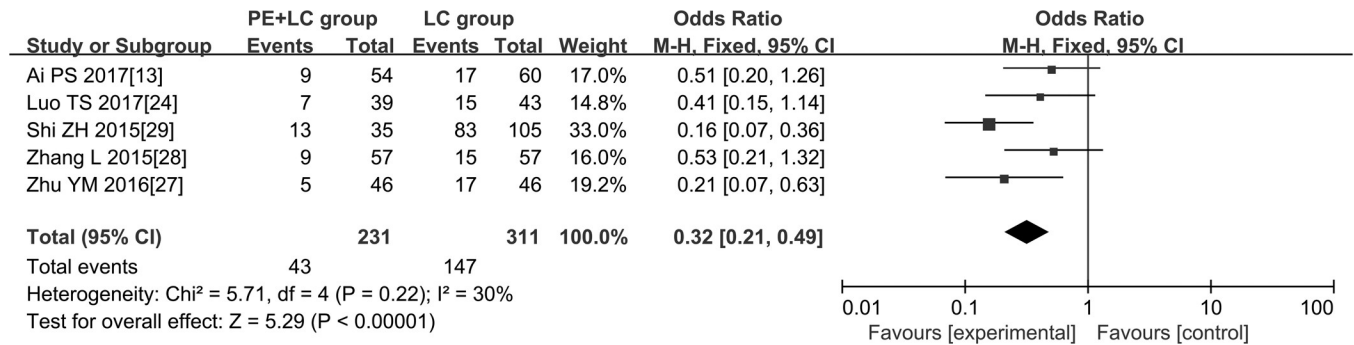 PE+LC group LC group Odds Ratio Odds Ratio
Study or Subgroup Events Total Events Total Weight M-H, Fixed, 95% CI M-H, Fixed, 95% CI
Ai PS 2017[13] 9 54 17 60 17.0% 0.51 [0.20, 1.26]
Luo TS 2017[24] 7 39 15 43 14.8% 0.41 [0.15, 1.14]
Shi ZH 2015[29] 13 35 83 105 33.0% 0.16 [0.07, 0.36]
Zhang L 2015[28] 9 57 15 57 16.0% 0.53 [0.21, 1.32]
Zhu YM 2016[27] 5 46 17 46 19.2% 0.21 [0.07, 0.63]
Total (95% CI) 231 311 100.0% 0.32 [0.21, 0.49]
Total events 43 147
Heterogeneity: Chi² = 5.71, df = 4 (P = 0.22); I² = 30%
Test for overall effect: Z = 5.29 (P < 0.00001)
0.01 0.1 1 10 100
Favours [experimental] Favours [control]